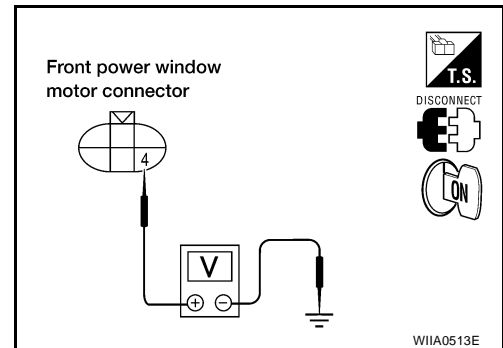 Front power window
motor connector
T.S.
DISCONNECT
4
ON
V
+ −
WIIA0513E